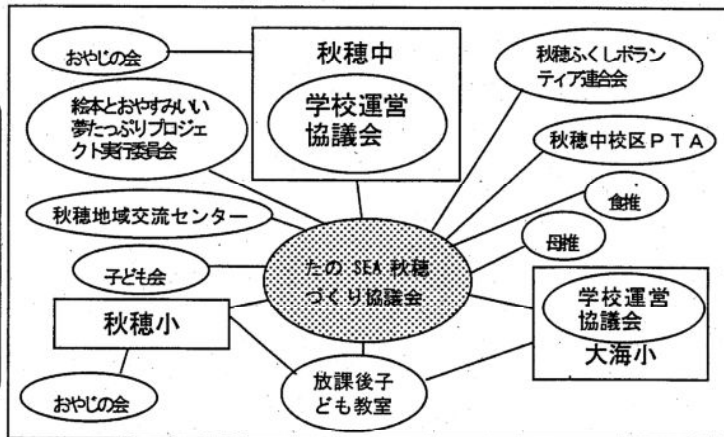 おやじの会
絵本とおやすみいい
夢たっぷりプロジェ
クト実行委員会
秋穂地域交流センター
子ども会
秋穂小
おやじの会
秋穂中
学校運営
協議会
たの SEA 秋穂
づくり協議会
放課後子
ども教室
秋穂ふくしボラン
ティア連合会
秋穂中校区ＰＴＡ
食推
母推
学校運営
協議会
大海小